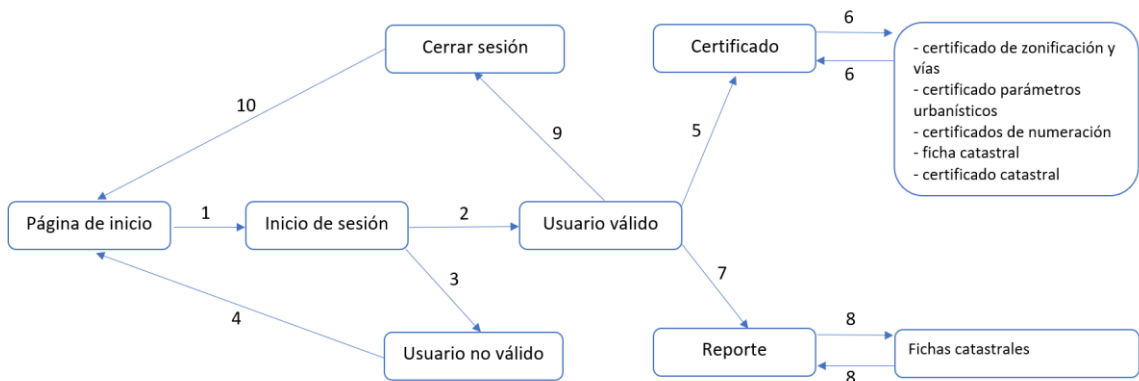 Cerrar sesión
Certificado
6
6
- certificado de zonificación y
vías
- certificado parámetros
urbanísticos
- certificados de numeración
- ficha catastral
- certificado catastral
10
9
5
Página de inicio
1
Inicio de sesión
2
Usuario válido
3
7
4
Usuario no válido
Reporte
8
8
Fichas catastrales